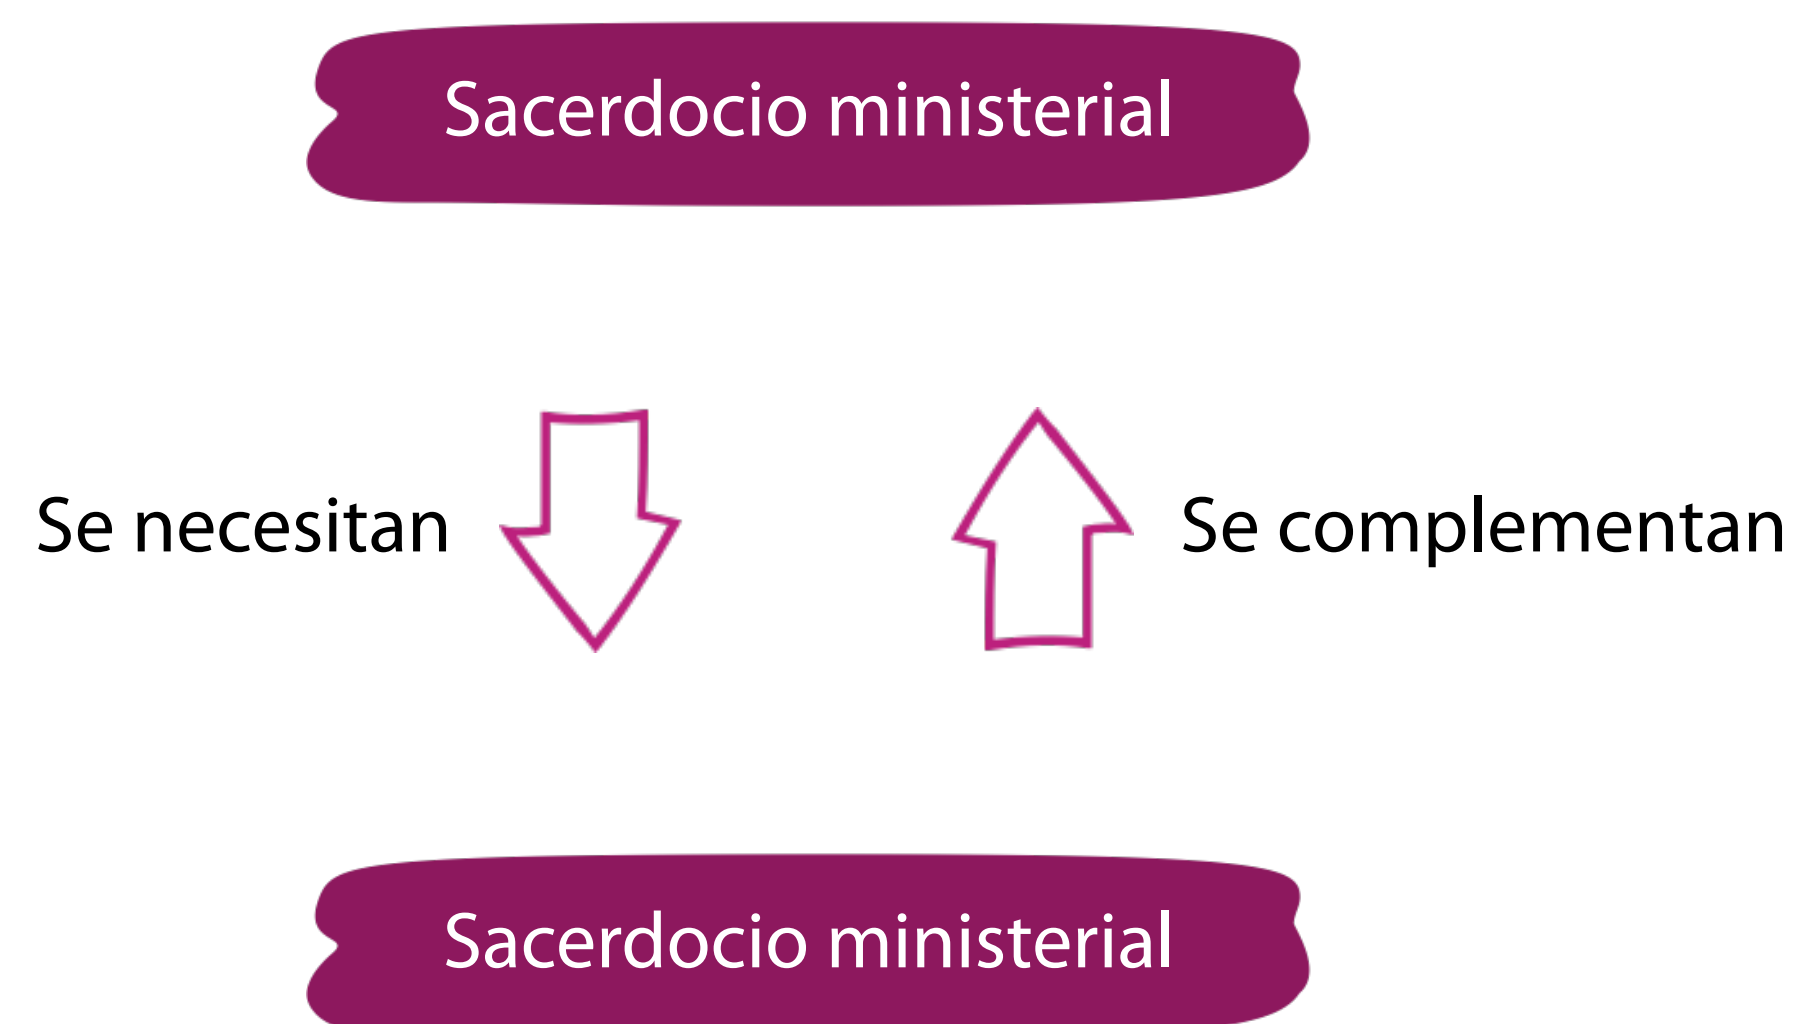 Sacerdocio ministerial
Se necesitan
Se complementan
Sacerdocio ministerial